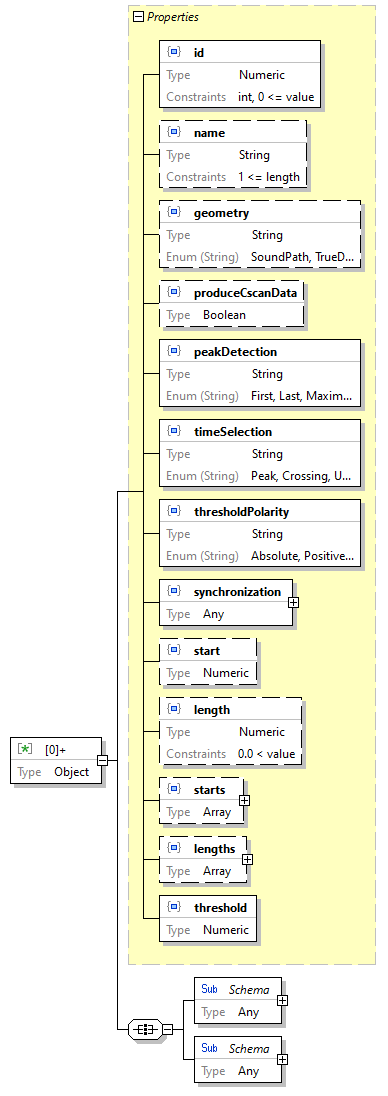 Properties
id
Type Numeric
Constraints int, 0 <= value
name
Type String
Constraints 1 <= length
geometry
Type String
Enum (String) SoundPath, TrueD...
produceCscanData
Type Boolean
peakDetection
Type String
Enum (String) First, Last, Maxim...
timeSelection
Type String
Enum (String) Peak, Crossing, U...
thresholdPolarity
Type String
Enum (String) Absolute, Positive...
synchronization
Type Any
start
Type Numeric
length
Type Numeric
Constraints 0.0 < value
starts
Type Array
lengths
Type Array
threshold
Type Numeric
[*] [0]+
Type Object
Sub Schema
Type Any
Sub Schema
Type Any